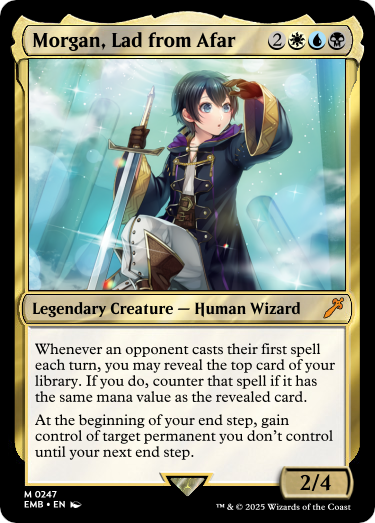 Morgan, Lad from Afar 2
Legendary Creature — Human Wizard
Whenever an opponent casts their first spell
each turn, you may reveal the top card of your
library. If you do, counter that spell if it has
the same mana value as the revealed card.
At the beginning of your end step, gain
control of target permanent you don't control
until your next end step.
2/4
M 0247
EMB • EN
™ & © 2025 Wizards of the Coast